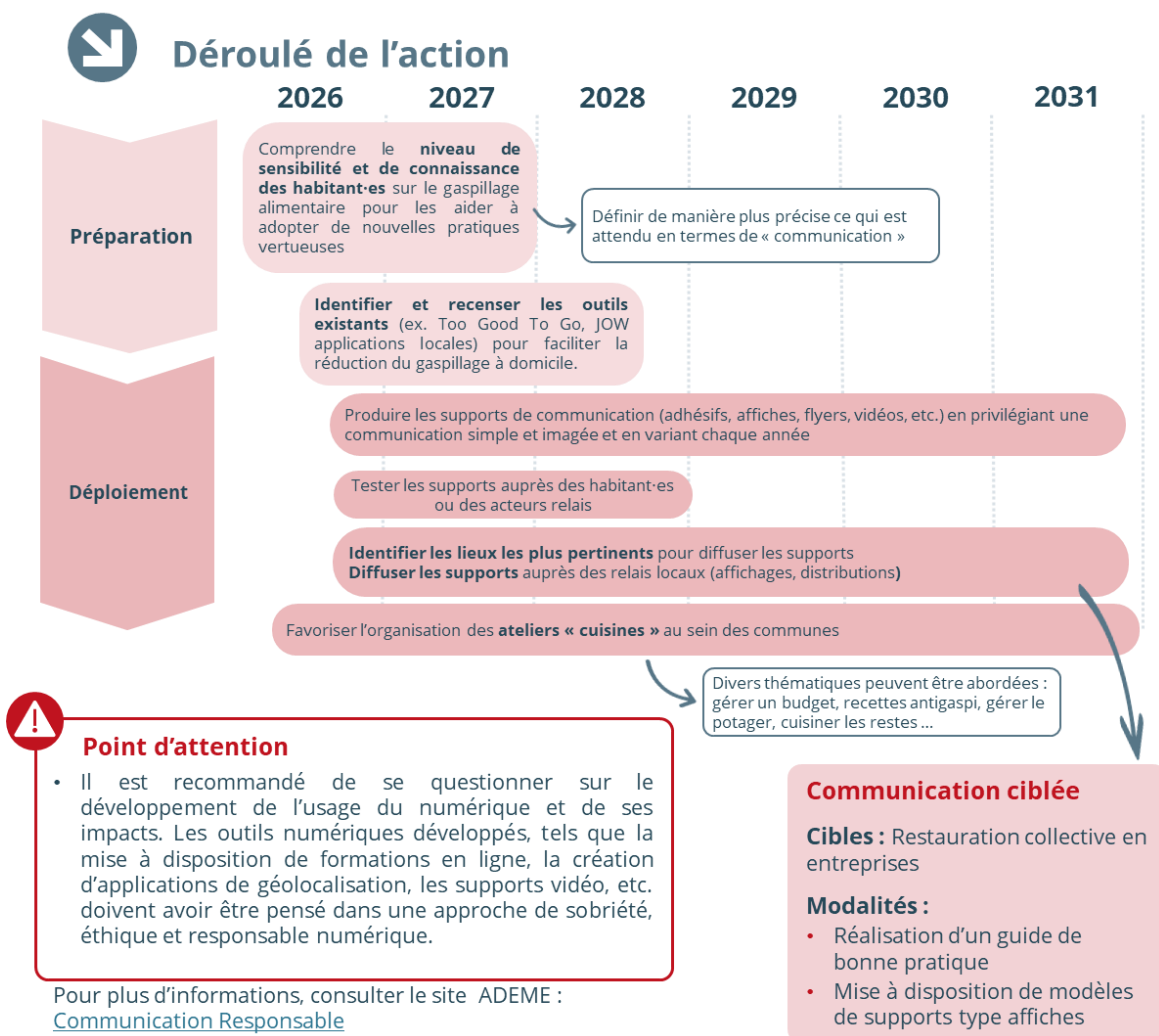 Déroulé de l'action
2026 2027 2028 2029 2030 2031
Préparation
Comprendre le niveau de
sensibilité et de connaissance
des habitant·es sur le gaspillage
alimentaire pour les aider à
adopter de nouvelles pratiques
vertueuses
Définir de manière plus précise ce qui est
attendu en termes de « communication »
Identifier et recenser les outils
existants (ex. Too Good To Go, JOW
applications locales) pour faciliter la
réduction du gaspillage à domicile.
Déploiement
Produire les supports de communication (adhésifs, affiches, flyers, vidéos, etc.) en privilégiant une
communication simple et imagée et en variant chaque année
Tester les supports auprès des habitant·es
ou des acteurs relais
Identifier les lieux les plus pertinents pour diffuser les supports
Diffuser les supports auprès des relais locaux (affichages, distributions)
Favoriser l'organisation des ateliers « cuisines » au sein des communes
Divers thématiques peuvent être abordées :
gérer un budget, recettes antigaspi, gérer le
potager, cuisiner les restes ...
Point d'attention
• Il est recommandé de se questionner sur le
développement de l'usage du numérique et de ses
impacts. Les outils numériques développés, tels que la
mise à disposition de formations en ligne, la création
d'applications de géolocalisation, les supports vidéo, etc.
doivent avoir être pensé dans une approche de sobriété,
éthique et responsable numérique.
Pour plus d'informations, consulter le site ADEME :
Communication Responsable
Communication ciblée
Cibles : Restauration collective en
entreprises
Modalités :
• Réalisation d'un guide de
bonne pratique
• Mise à disposition de modèles
de supports type affiches